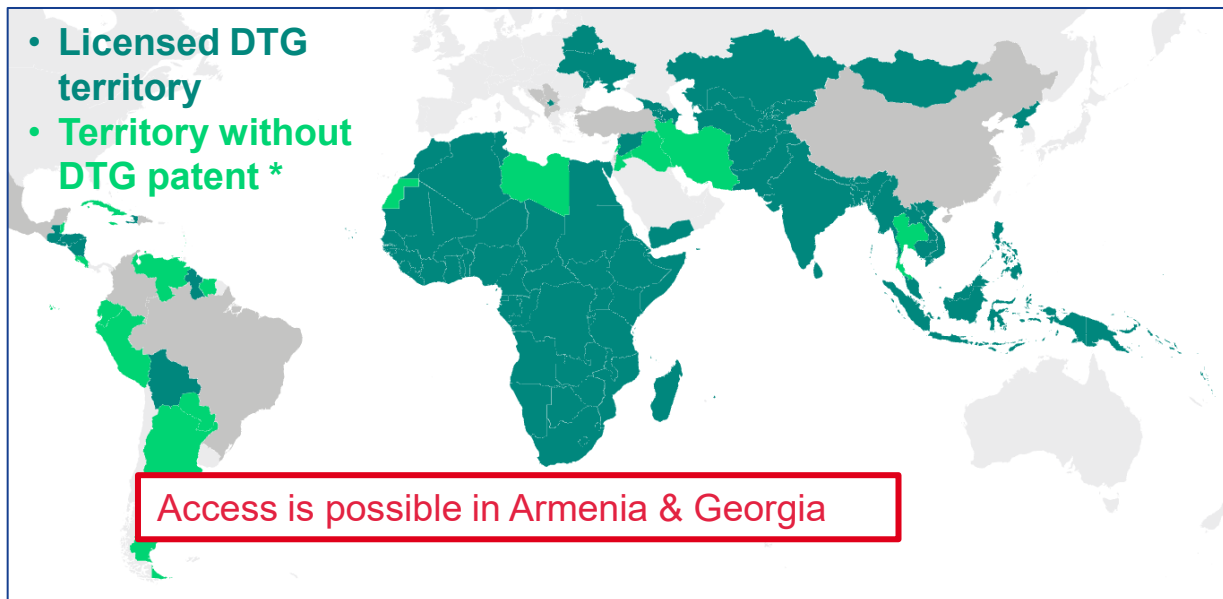 • Licensed DTG
territory
• Territory without
DTG patent *
Access is possible in Armenia & Georgia